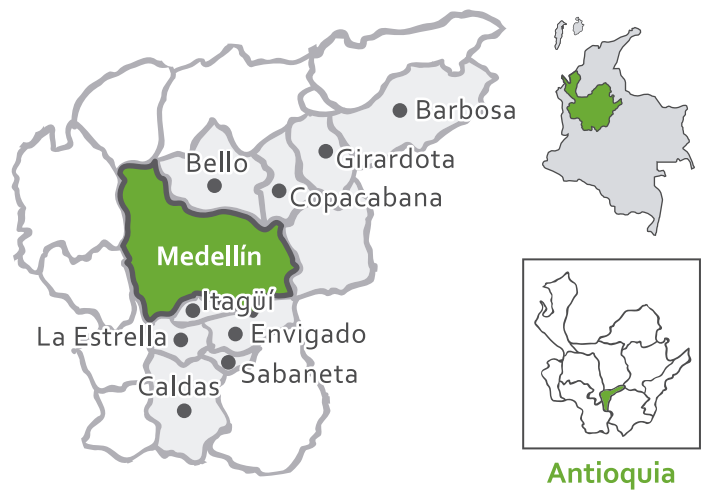 Barbosa
Girardota
Bello
Copacabana
Medellín
Itagüí
La Estrella
Envigado
Sabaneta
Caldas
Antioquia